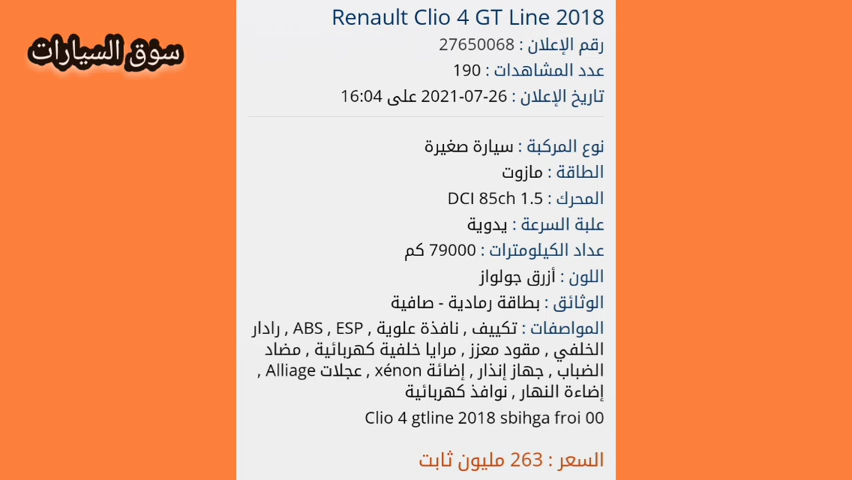 سوق السيارات
Renault Clio 4 GT Line 2018
رقم الإعلان : 27650068
عدد المشاهدات : 190
تاريخ الإعلان : 26-07-2021 على 16:04
نوع المركبة : سيارة صغيرة
الطاقة : مازوت
المحرك : 1.5 DCI 85ch
علبة السرعة : يدوية
عداد الكيلومترات : 79000 كم
اللون : أزرق جولواز
الوثائق : بطاقة رمادية - صافية
المواصفات : تكييف , نافذة علوية , ABS , ESP , رادار
الخلفي , مقود معزز , مرايا خلفية كهربائية , مضاد
الضباب , جهاز إنذار , إضائة xénon , عجلات Alliage ,
إضاءة النهار , نوافذ كهربائية
Clio 4 gtline 2018 sbihga froi 00
السعر : 263 مليون ثابت